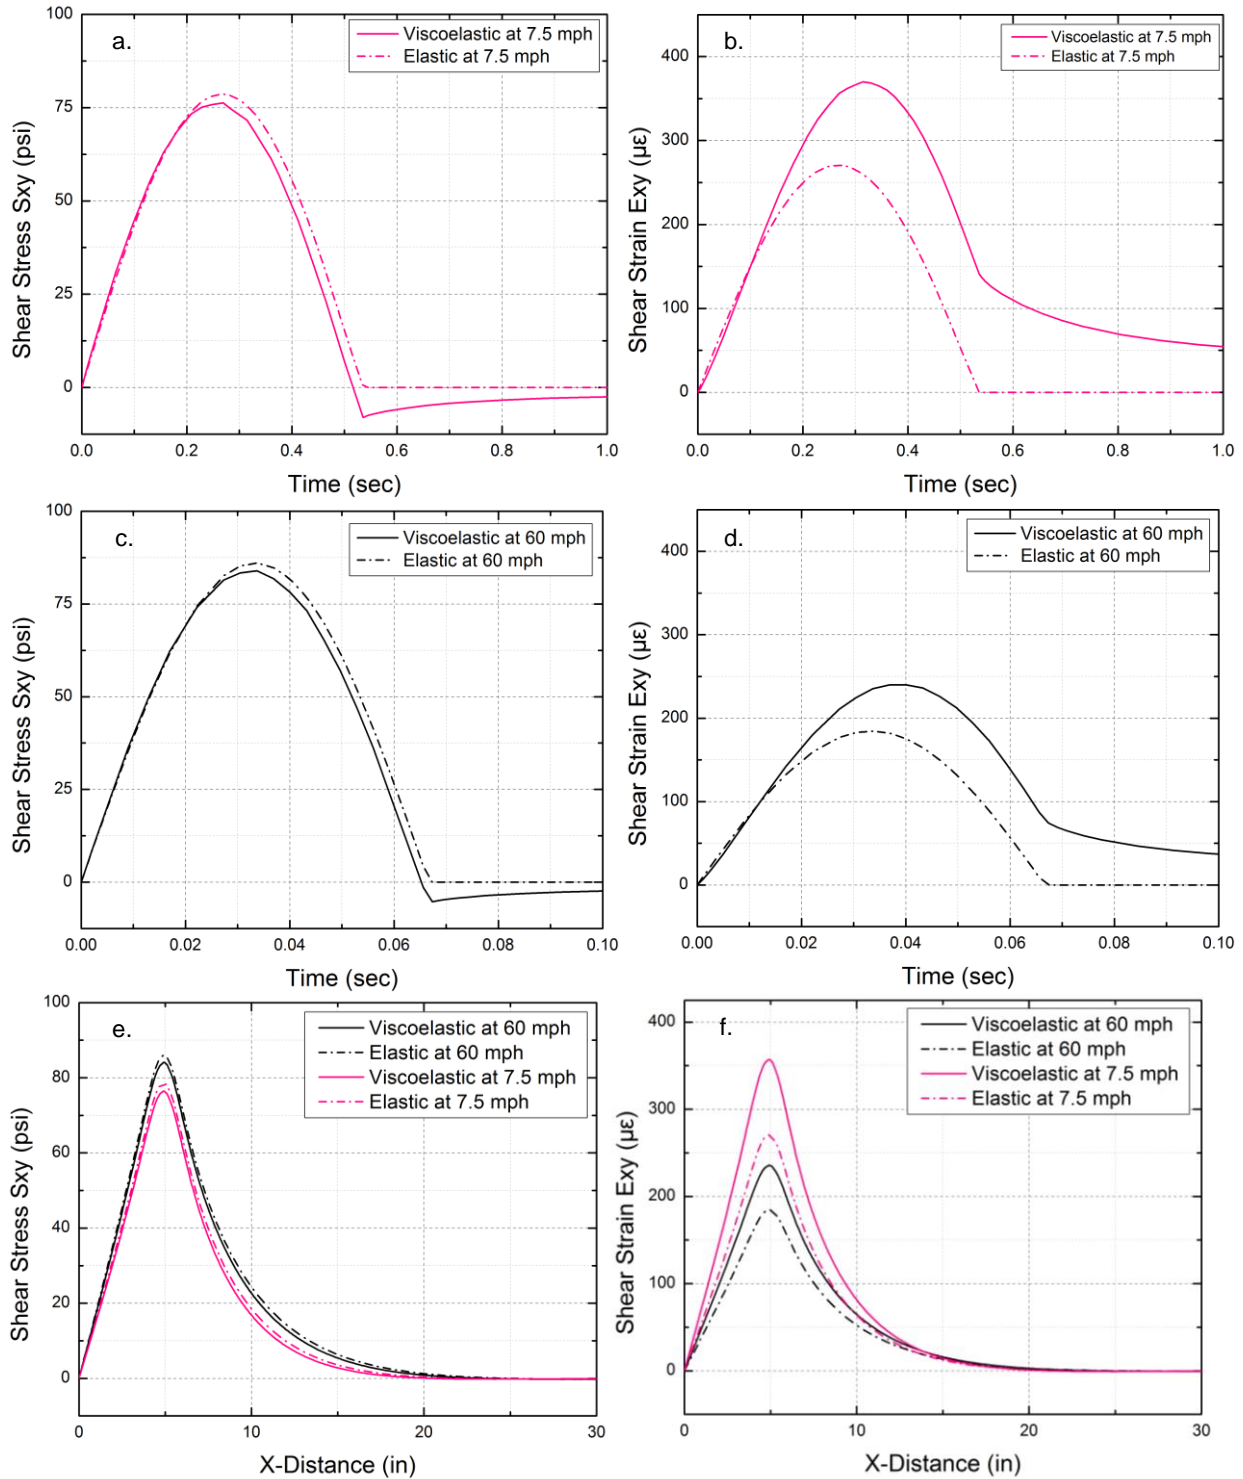 a.
Viscoelastic at 7.5 mph
Elastic at 7.5 mph
100
75
50
25
0
Shear Stress Sxy (psi)
0.0 0.2 0.4 0.6 0.8 1.0
Time (sec)
b.
Viscoelastic at 7.5 mph
Elastic at 7.5 mph
400
300
200
100
0
Shear Strain Exy (με)
0.0 0.2 0.4 0.6 0.8 1.0
Time (sec)
c.
Viscoelastic at 60 mph
Elastic at 60 mph
100
75
50
25
0
Shear Stress Sxy (psi)
0.00 0.02 0.04 0.06 0.08 0.10
Time (sec)
d.
Viscoelastic at 60 mph
Elastic at 60 mph
400
300
200
100
0
Shear Strain Exy (με)
0.00 0.02 0.04 0.06 0.08 0.10
Time (sec)
e.
Viscoelastic at 60 mph
Elastic at 60 mph
Viscoelastic at 7.5 mph
Elastic at 7.5 mph
100
80
60
40
20
0
Shear Stress Sxy (psi)
0 10 20 30
X-Distance (in)
f.
Viscoelastic at 60 mph
Elastic at 60 mph
Viscoelastic at 7.5 mph
Elastic at 7.5 mph
400
300
200
100
0
Shear Strain Exy (με)
0 10 20 30
X-Distance (in)